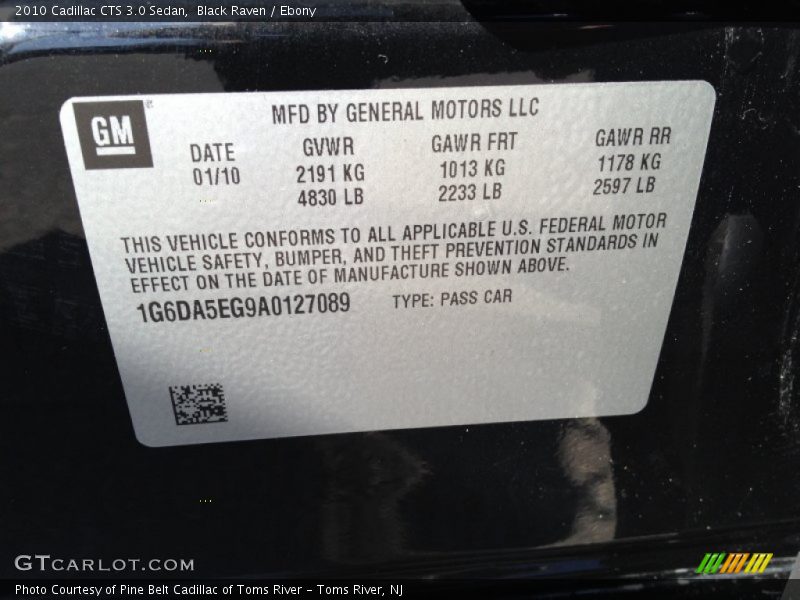 2010 Cadillac CTS 3.0 Sedan, Black Raven / Ebony
GM
MFD BY GENERAL MOTORS LLC
DATE GVWR GAWR FRT GAWR RR
01/10 2191 KG 1013 KG 1178 KG
4830 LB 2233 LB 2597 LB
THIS VEHICLE CONFORMS TO ALL APPLICABLE U.S. FEDERAL MOTOR
VEHICLE SAFETY, BUMPER, AND THEFT PREVENTION STANDARDS IN
EFFECT ON THE DATE OF MANUFACTURE SHOWN ABOVE.
1G6DA5EG9A0127089 TYPE: PASS CAR
GTCARLOT.COM
Photo Courtesy of Pine Belt Cadillac of Toms River – Toms River, NJ